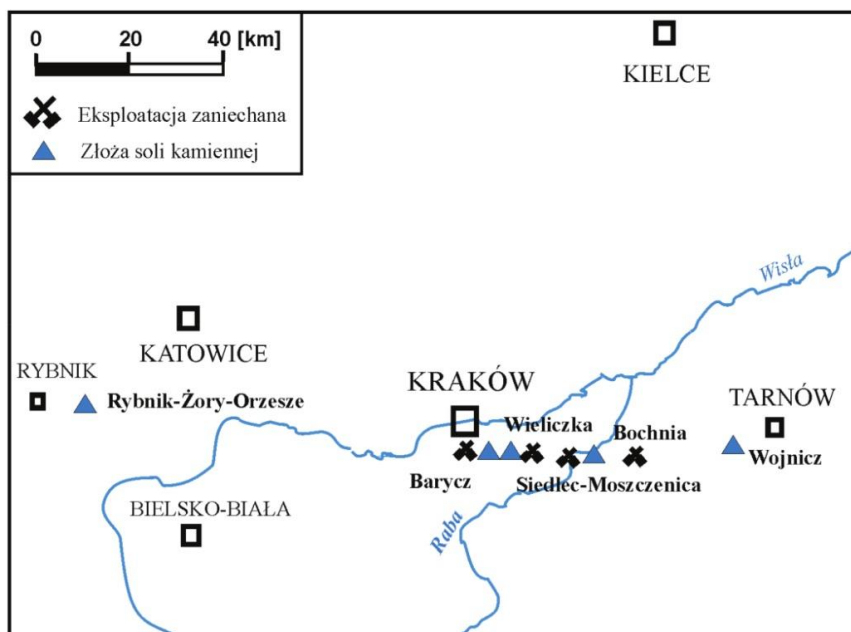 0 20 40 [km]
Eksploatacja zaniechana
Złoża soli kamiennej
KIELCE
Wisła
KATOWICE
RYBNIK
Rybnik-Żory-Orzesze
KRAKÓW
TARNÓW
Wieliczka
Bochnia
Wojnicz
Barycz
Siedlec-Moszczenica
BIELSKO-BIAŁA
Raba